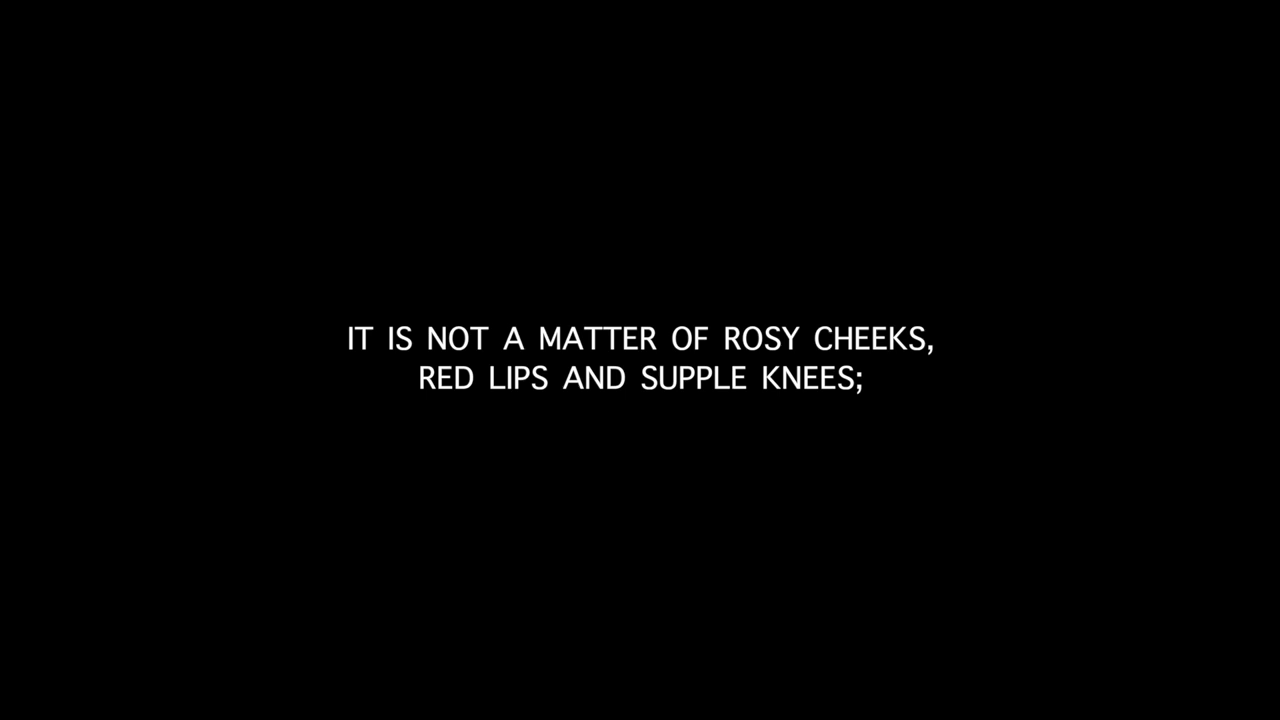 IT IS NOT A MATTER OF ROSY CHEEKS,
RED LIPS AND SUPPLE KNEES;